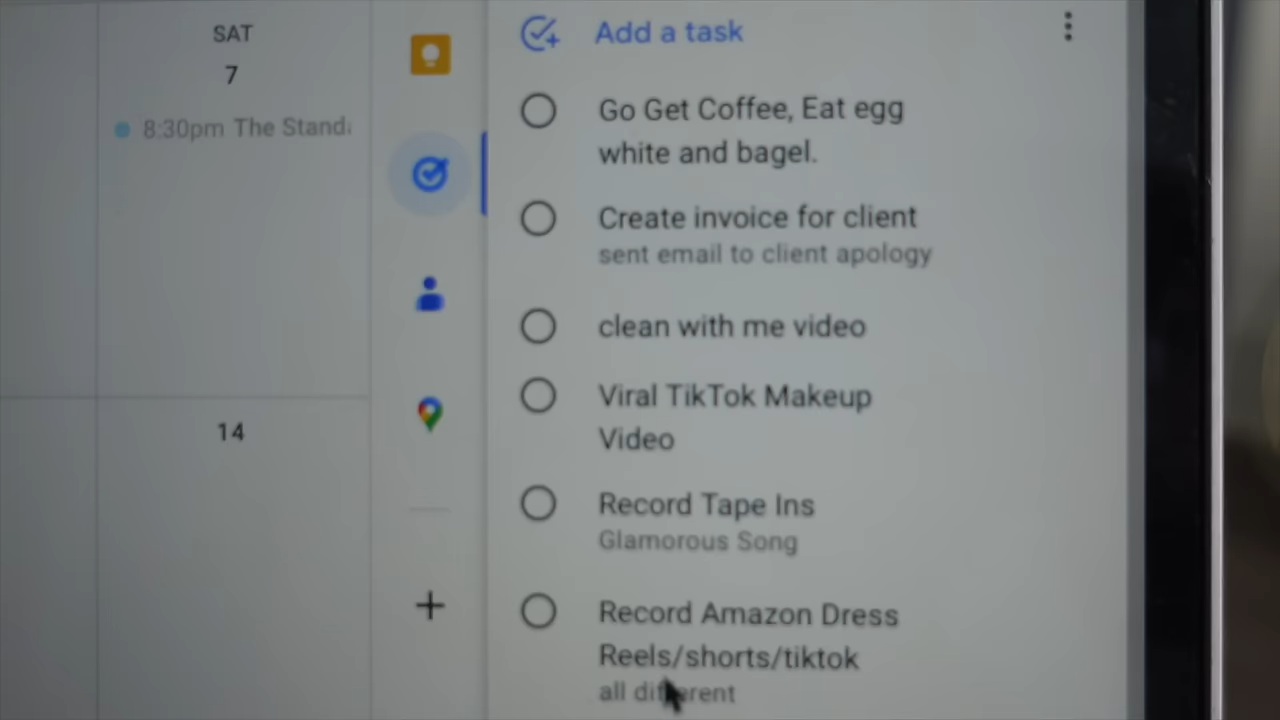 SAT
7
8:30pm The Stand
14
Add a task
Go Get Coffee, Eat egg
white and bagel.
Create invoice for client
sent email to client apology
clean with me video
Viral TikTok Makeup
Video
Record Tape Ins
Glamorous Song
Record Amazon Dress
Reels/shorts/tiktok
all different